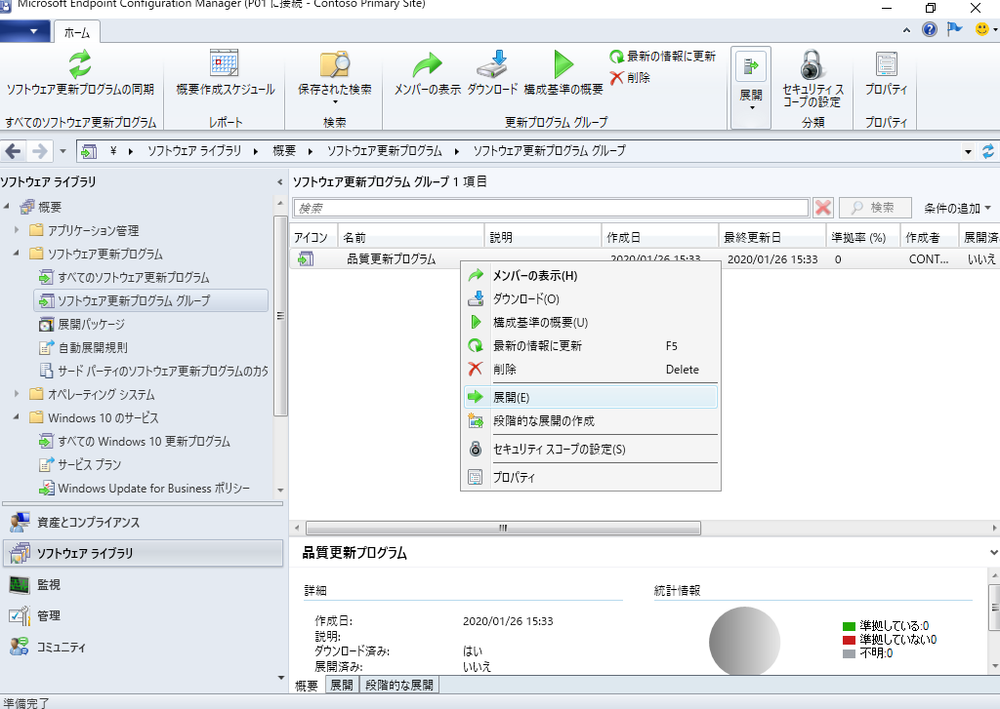 Microsoft Endpoint Configuration Manager (P01 に接続 - Contoso Primary Site)
ホーム
ソフトウェア更新プログラムの同期
すべてのソフトウェア更新プログラム
概要作成スケジュール
レポート
保存された検索
検索
メンバーの表示
ダウンロード
構成基準の概要
最新の情報に更新
削除
更新プログラム グループ
展開
セキュリティ ス
コープの設定
分類
プロパティ
プロパティ
¥ ソフトウェア ライブラリ 概要 ソフトウェア更新プログラム ソフトウェア更新プログラム グループ
ソフトウェア ライブラリ
概要
アプリケーション管理
ソフトウェア更新プログラム
すべてのソフトウェア更新プログラム
ソフトウェア更新プログラム グループ
展開パッケージ
自動展開規則
サード パーティのソフトウェア更新プログラムのカタ
オペレーティング システム
Windows 10 のサービス
すべての Windows 10 更新プログラム
サービス プラン
Windows Update for Business ポリシー
資産とコンプライアンス
ソフトウェア ライブラリ
監視
管理
コミュニティ
ソフトウェア更新プログラム グループ 1 項目
検索
検索
条件の追加
アイコン 名前 説明 作成日 最終更新日 準拠率 (%) 作成者 展開済
品質更新プログラム 2020/01/26 15:33 2020/01/26 15:33 0 CONT... いいえ
メンバーの表示(H)
ダウンロード(O)
構成基準の概要(U)
最新の情報に更新 F5
削除 Delete
展開(E)
段階的な展開の作成
セキュリティ スコープの設定(S)
プロパティ
品質更新プログラム
詳細
作成日: 2020/01/26 15:33
説明:
ダウンロード済み: はい
展開済み: いいえ
統計情報
準拠している:0
準拠していない0
不明:0
概要 展開 段階的な展開
準備完了